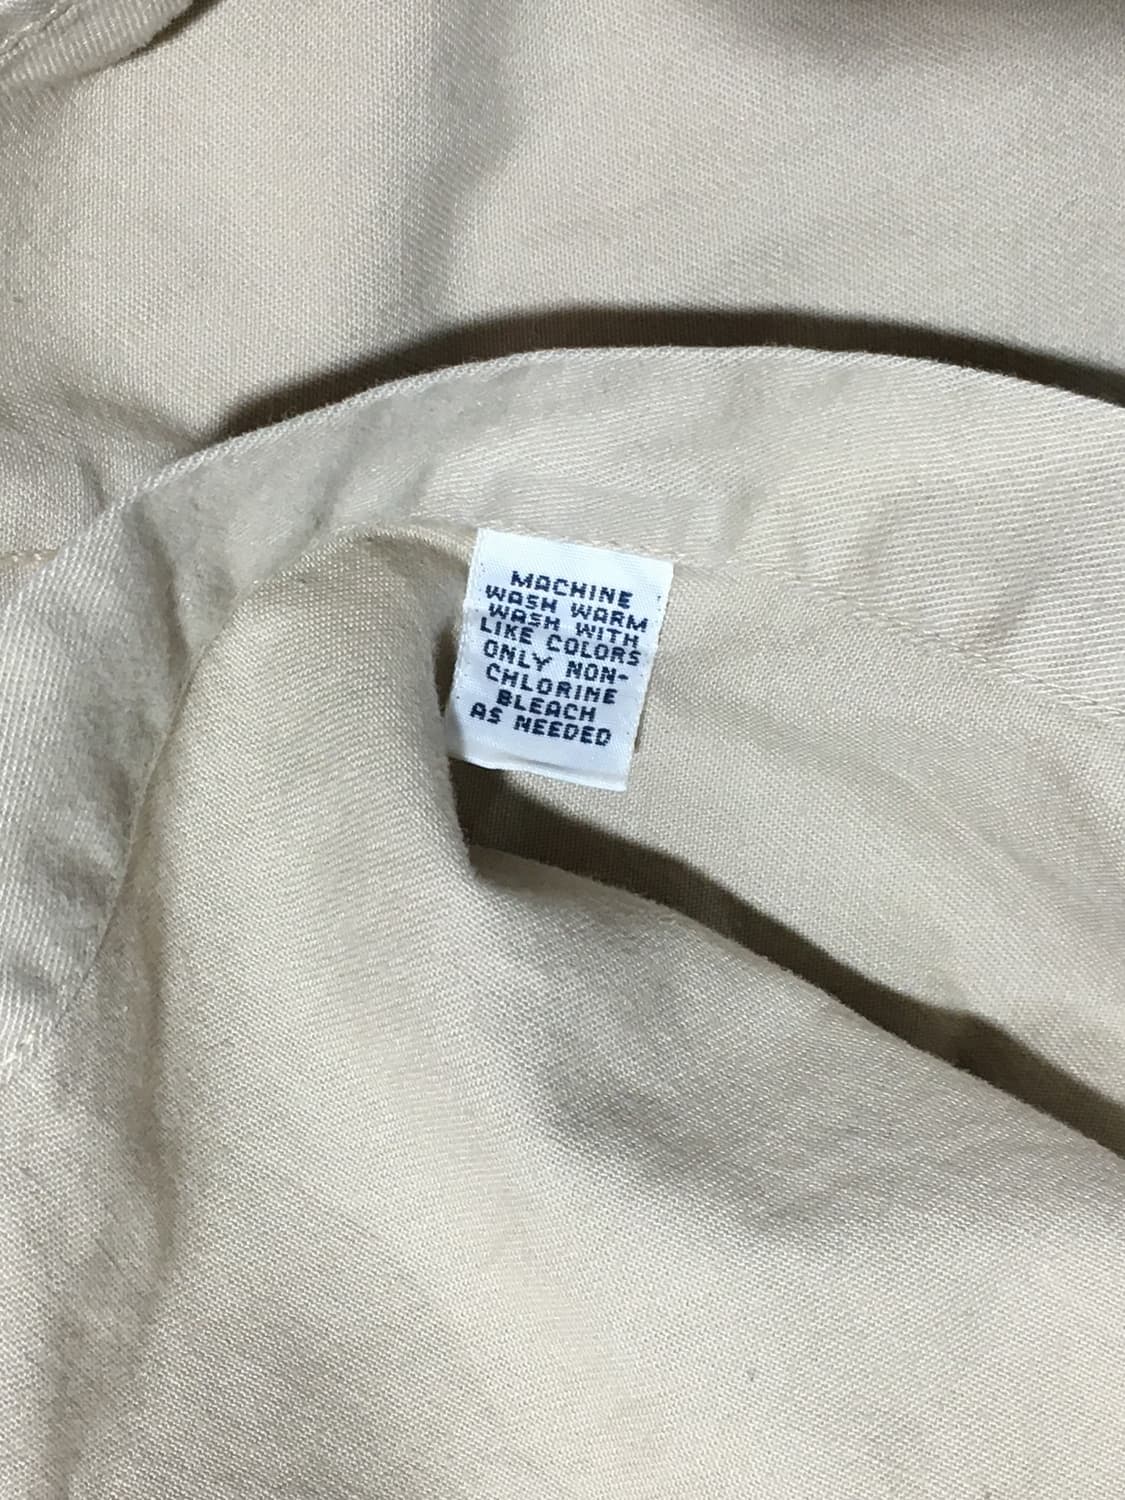 MACHINE
WASH WARM
WASH WITH
LIKE COLORS
ONLY NON-
CHLORINE
BLEACH
AS NEEDED